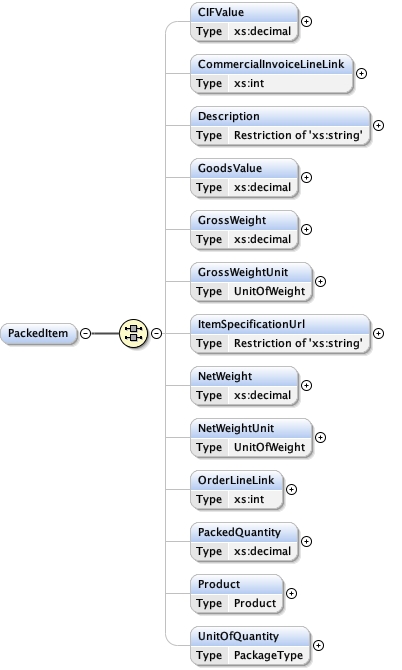 CIFValue
Type xs:decimal
CommercialInvoiceLineLink
Type xs:int
Description
Type Restriction of 'xs:string'
GoodsValue
Type xs:decimal
GrossWeight
Type xs:decimal
GrossWeightUnit
Type UnitOfWeight
PackedItem
ItemSpecificationUrl
Type Restriction of 'xs:string'
NetWeight
Type xs:decimal
NetWeightUnit
Type UnitOfWeight
OrderLineLink
Type xs:int
PackedQuantity
Type xs:decimal
Product
Type Product
UnitOfQuantity
Type PackageType